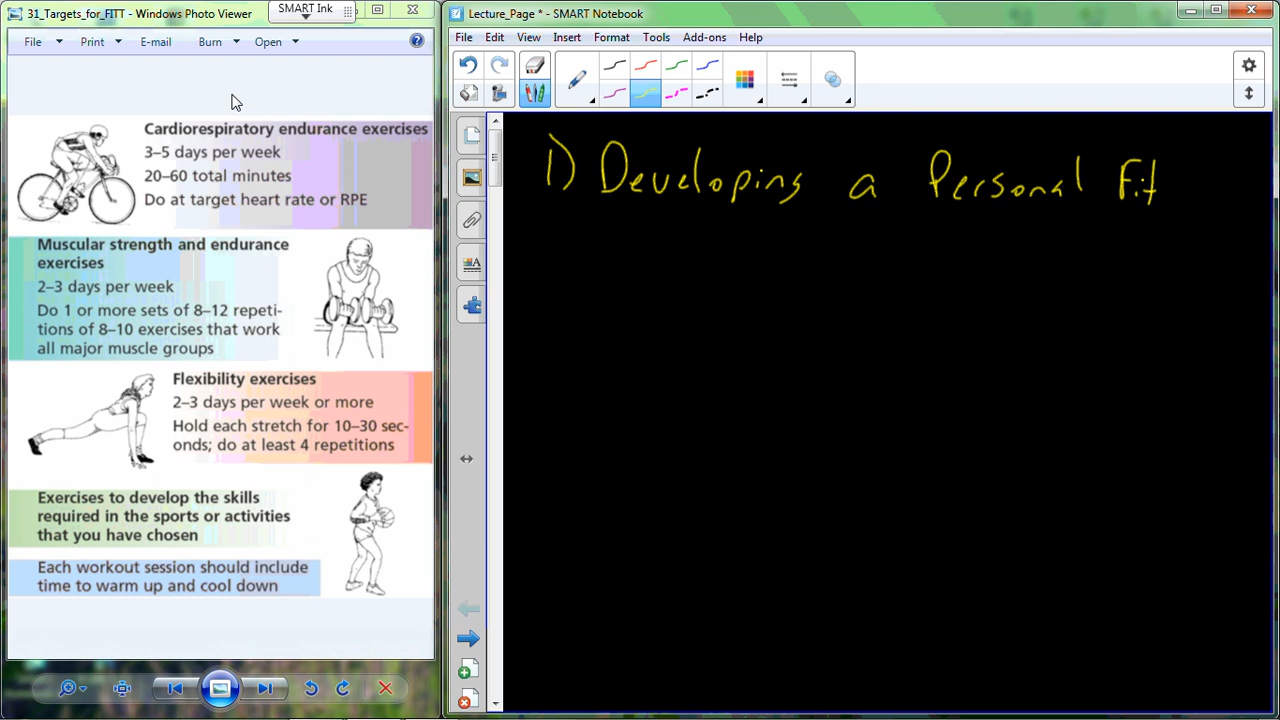 31_Targets_for_FITT - Windows Photo Viewer
SMART Ink
File Print E-mail Burn Open
Cardiorespiratory endurance exercises
3–5 days per week
20–60 total minutes
Do at target heart rate or RPE
Muscular strength and endurance
exercises
2–3 days per week
Do 1 or more sets of 8–12 repeti-
tions of 8–10 exercises that work
all major muscle groups
Flexibility exercises
2–3 days per week or more
Hold each stretch for 10–30 sec-
onds; do at least 4 repetitions
Exercises to develop the skills
required in the sports or activities
that you have chosen
Each workout session should include
time to warm up and cool down
Lecture_Page * - SMART Notebook
File Edit View Insert Format Tools Add-ons Help
1) Developing a Personal Fit